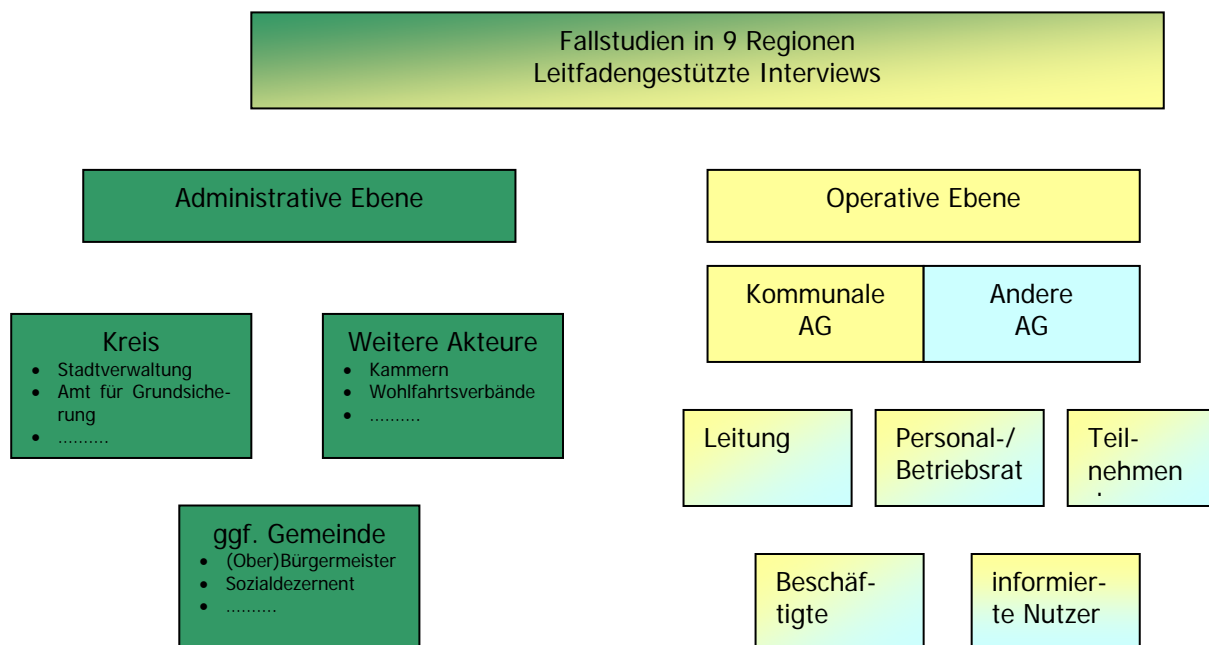 Fallstudien in 9 Regionen
Leitfadengestützte Interviews
Administrative Ebene
Operative Ebene
Kommunale
AG
Andere
AG
Kreis
• Stadtverwaltung
• Amt für Grundsiche-
rung
• ..........
Weitere Akteure
• Kammern
• Wohlfahrtsverbände
• ..........
ggf. Gemeinde
• (Ober)Bürgermeister
• Sozialdezernent
• ..........
Leitung
Personal-/
Betriebsrat
Teil-
nehmen
Beschäf-
tigte
informier-
te Nutzer